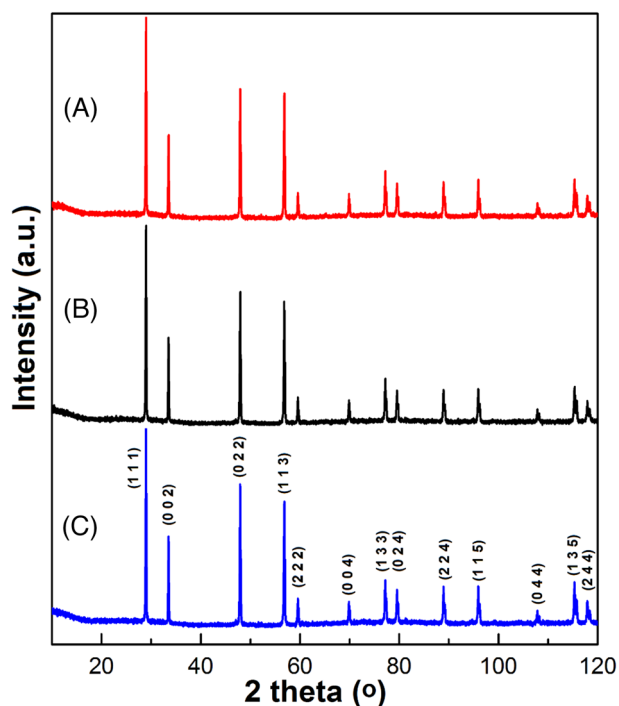 (A)
(B)
(C)
Intensity (a.u.)
(1 1 1)
(0 0 2)
(0 2 2)
(1 1 3)
(2 2 2)
(0 0 4)
(1 3 3)
(0 2 4)
(2 2 4)
(1 1 5)
(0 4 4)
(1 3 5)
(2 4 4)
20 40 60 80 100 120
2 theta (o)